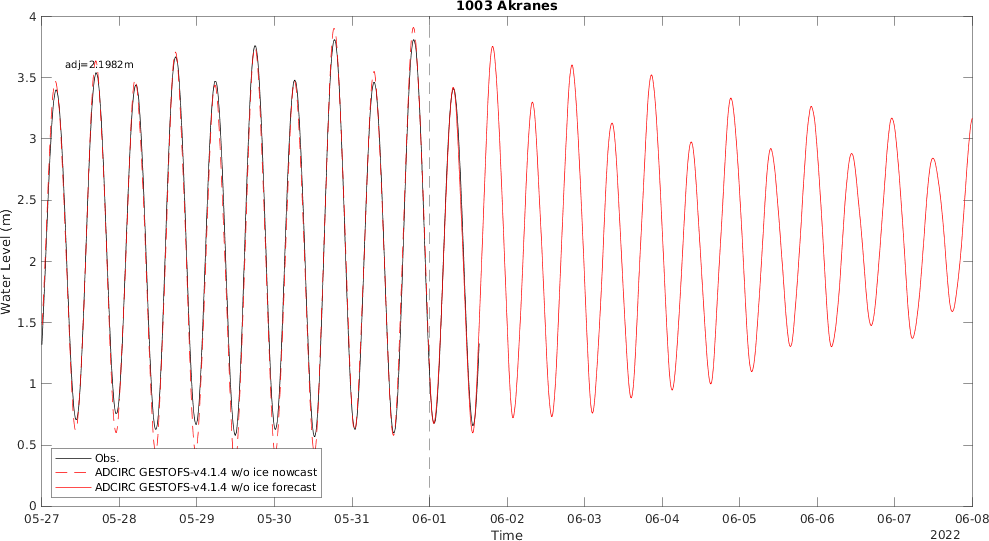 1003 Akranes
4
3.5
3
2.5
2
1.5
1
0.5
0
Water Level (m)
adj=2.1982m
Obs.
ADCIRC GESTOFS-v4.1.4 w/o ice nowcast
ADCIRC GESTOFS-v4.1.4 w/o ice forecast
05-27 05-28 05-29 05-30 05-31 06-01 06-02 06-03 06-04 06-05 06-06 06-07 06-08
Time
2022